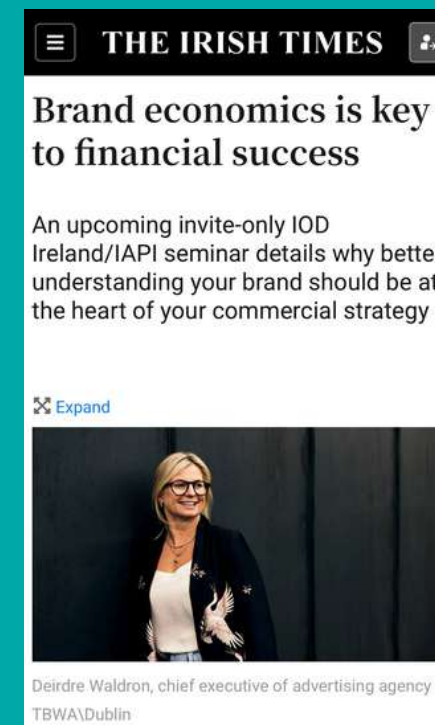 THE IRISH TIMES
Brand economics is key
to financial success
An upcoming invite-only IOD
Ireland/IAPI seminar details why bette
understanding your brand should be at
the heart of your commercial strategy
Expand
Deirdre Waldron, chief executive of advertising agency
TBWA\Dublin